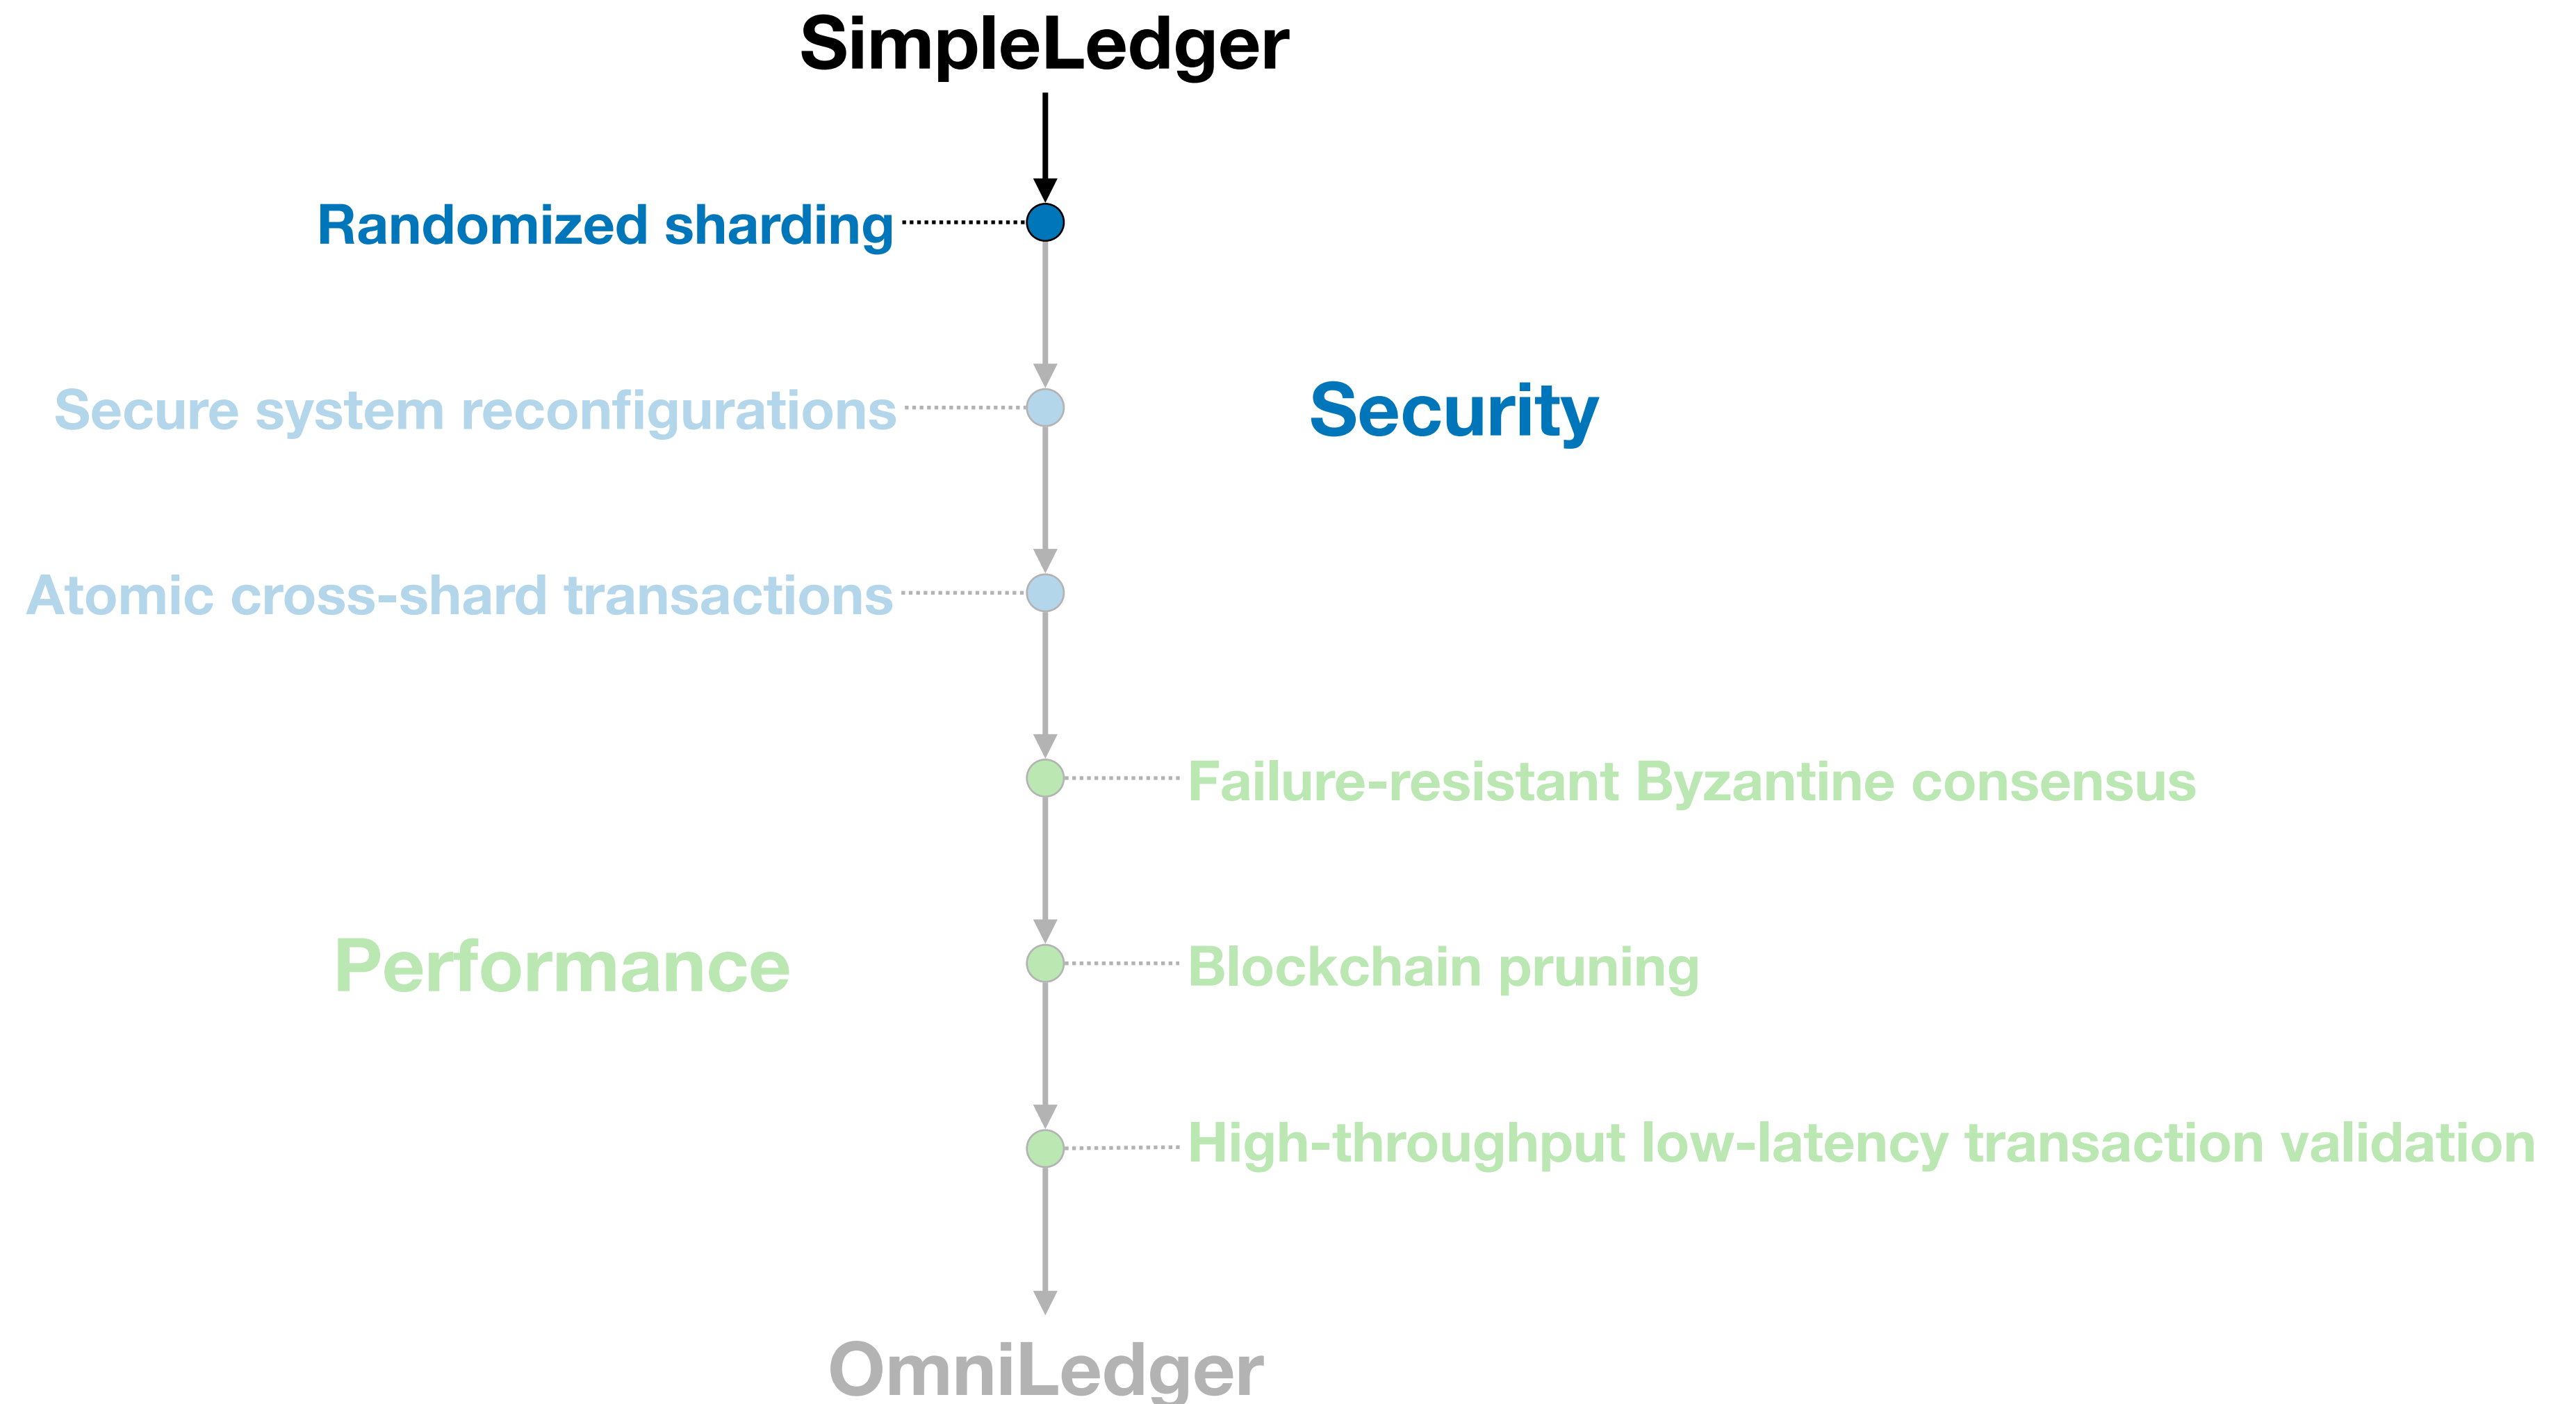 SimpleLedger
Randomized sharding
Secure system reconfigurations
Security
Atomic cross-shard transactions
Failure-resistant Byzantine consensus
Performance
Blockchain pruning
High-throughput low-latency transaction validation
OmniLedger